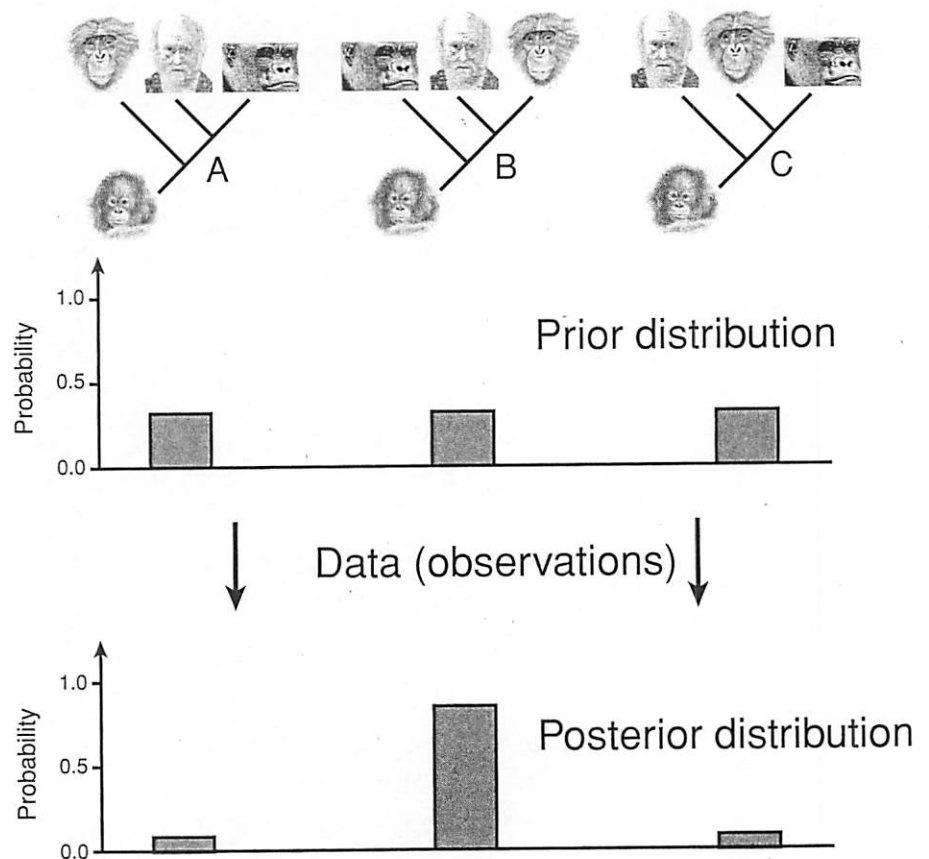 A
B
C
Probability
1.0
0.5
0.0
Prior distribution
Data (observations)
Probability
1.0
0.5
0.0
Posterior distribution